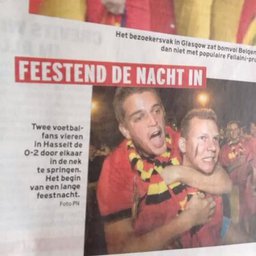 Het bezoekersvak in Glasgow zat bomvol Belgen
dan niet met populaire Fellaini-pru
FEESTEND DE NACHT IN
Twee voetbal-
fans vieren
in Hasselt de
0-2 door elkaar
in de nek
te springen.
Het begin
van een lange
feestnacht.
Foto PN